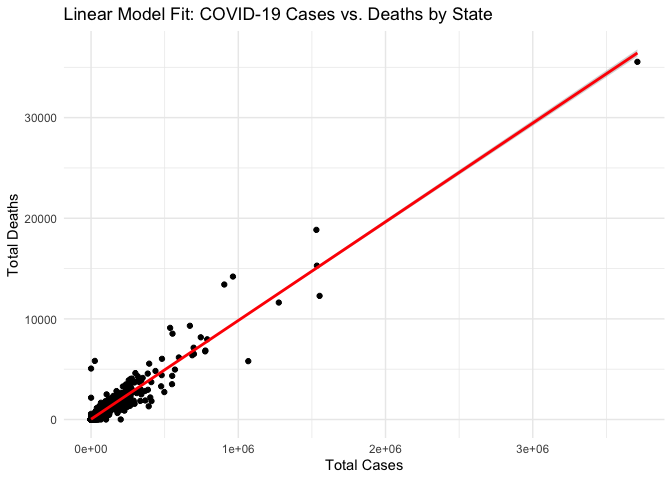 Linear Model Fit: COVID-19 Cases vs. Deaths by State
Total Deaths
30000
20000
10000
0
0e+00
1e+06
2e+06
3e+06
Total Cases